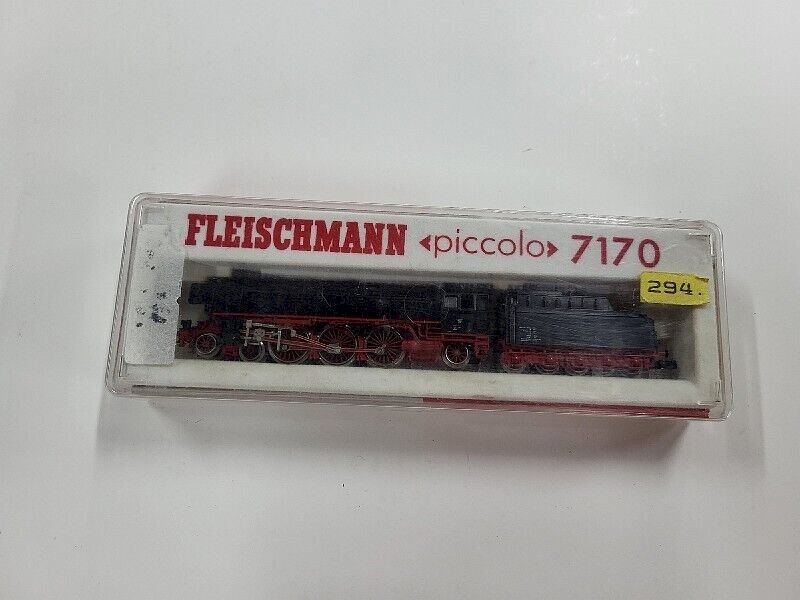 FLEISCHMANN ‹piccolo› 7170
294.